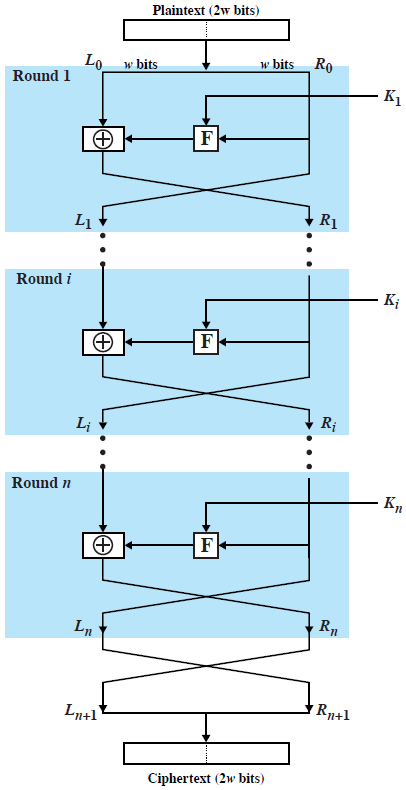 Plaintext (2w bits)
L0 w bits w bits R0
Round 1
K1
F
L1 R1
Round i
Ki
F
Li Ri
Round n
Kn
F
Ln Rn
Ln+1 Rn+1
Ciphertext (2w bits)